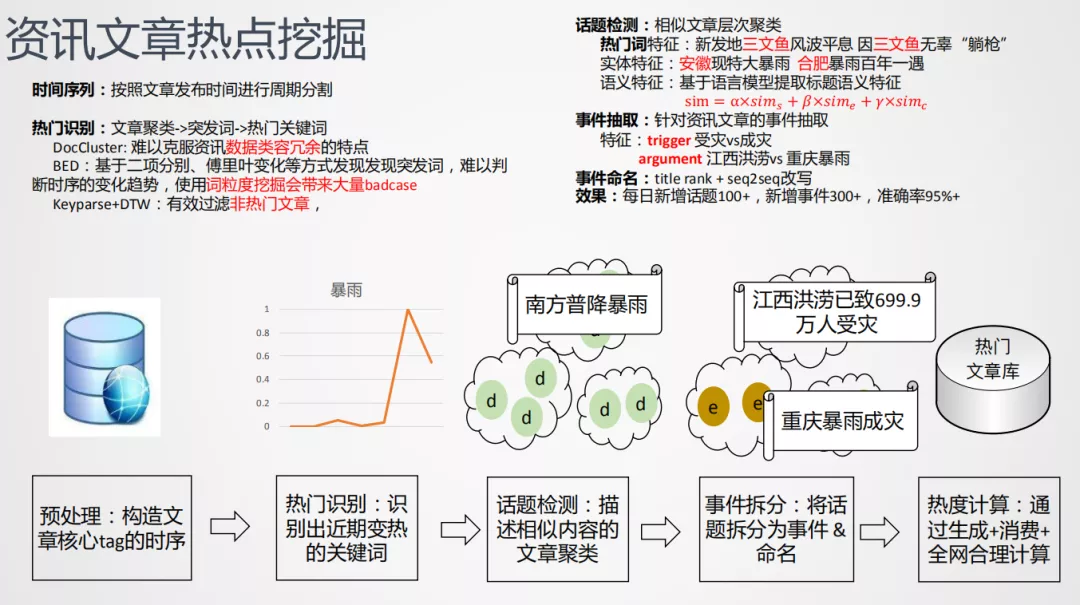 资讯文章热点挖掘
时间序列：按照文章发布时间进行周期分割
热门识别：文章聚类->突发词->热门关键词
DocCluster: 难以克服资讯数据类容冗余的特点
BED：基于二项分别、傅里叶变化等方式发现发现突发词，难以判
断时序的变化趋势，使用词粒度挖掘会带来大量badcase
Keyparse+DTW：有效过滤非热门文章，
话题检测：相似文章层次聚类
热门词特征：新发地三文鱼风波平息 因三文鱼无辜“躺枪”
实体特征：安徽现特大暴雨 合肥暴雨百年一遇
语义特征：基于语言模型提取标题语义特征
sim = α×sim_s + β×sim_e + γ×sim_c
事件抽取：针对资讯文章的事件抽取
特征：trigger 受灾vs成灾
argument 江西洪涝vs 重庆暴雨
事件命名：title rank + seq2seq改写
效果：每日新增话题100+，新增事件300+，准确率95%+
暴雨
1
0.8
0.6
0.4
0.2
0
南方普降暴雨
d
d
d
d
d
d
江西洪涝已致699.9
万人受灾
e
e
重庆暴雨成灾
热门
文章库
预处理：构造文
章核心tag的时序
热门识别：识
别出近期变热
的关键词
话题检测：描
述相似内容的
文章聚类
事件拆分：将话
题拆分为事件＆
命名
热度计算：通
过生成+消费+
全网合理计算